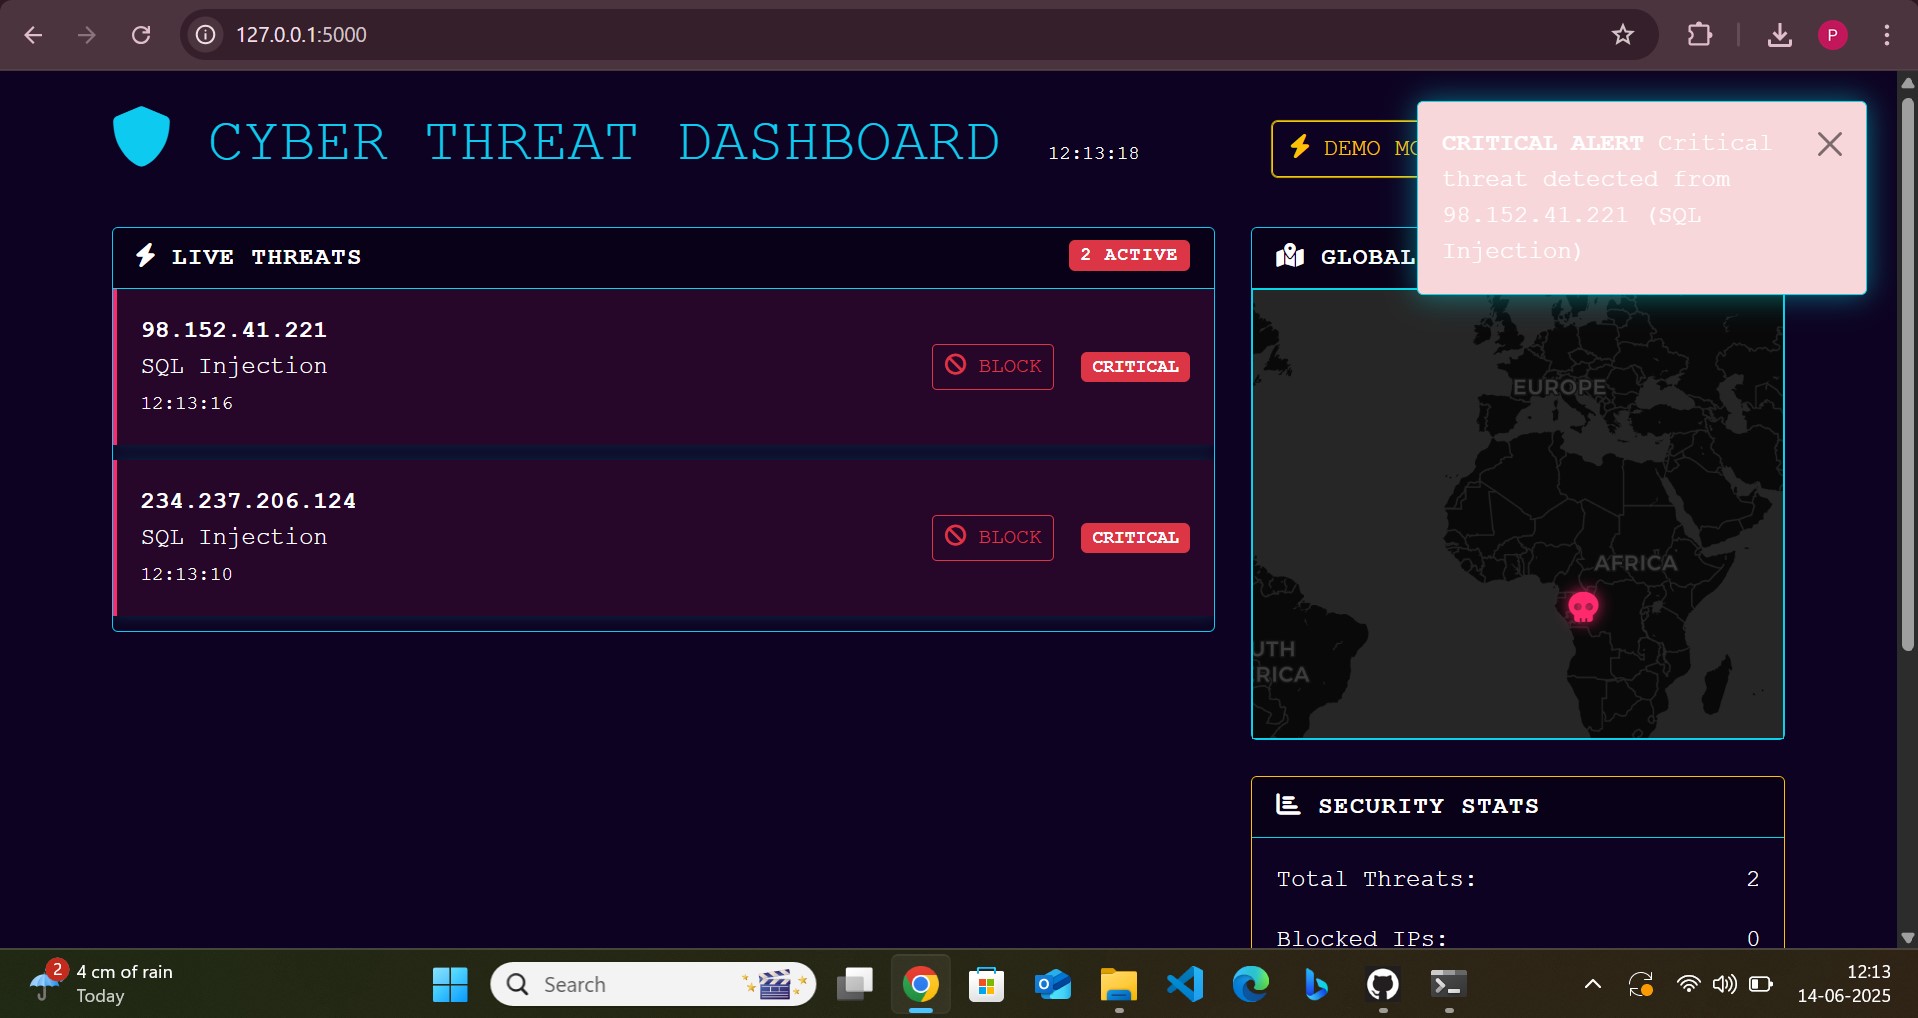 127.0.0.1:5000
P
CYBER THREAT DASHBOARD
12:13:18
DEMO MO
CRITICAL ALERT Critical
threat detected from
98.152.41.221 (SQL
Injection)
LIVE THREATS
2 ACTIVE
98.152.41.221
SQL Injection
12:13:16
BLOCK
CRITICAL
234.237.206.124
SQL Injection
12:13:10
BLOCK
CRITICAL
GLOBAL
EUROPE
AFRICA
UTH
RICA
SECURITY STATS
Total Threats: 2
Blocked IPs: 0
2
4 cm of rain
Today
Search
12:13
14-06-2025